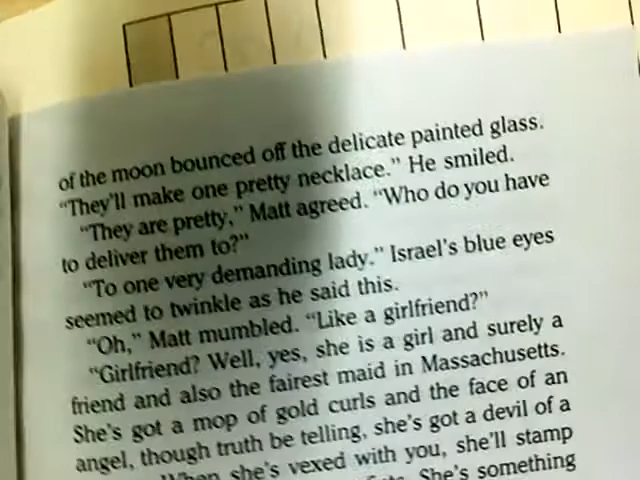 of the moon bounced off the delicate painted glass.
“They'll make one pretty necklace.” He smiled.
“They are pretty,” Matt agreed. “Who do you have
to deliver them to?”
“To one very demanding lady.” Israel's blue eyes
seemed to twinkle as he said this.
“Oh,” Matt mumbled. “Like a girlfriend?”
“Girlfriend? Well, yes, she is a girl and surely a
friend and also the fairest maid in Massachusetts.
She's got a mop of gold curls and the face of an
angel, though truth be telling, she's got a devil of a
When she's vexed with you, she'll stamp
She's something